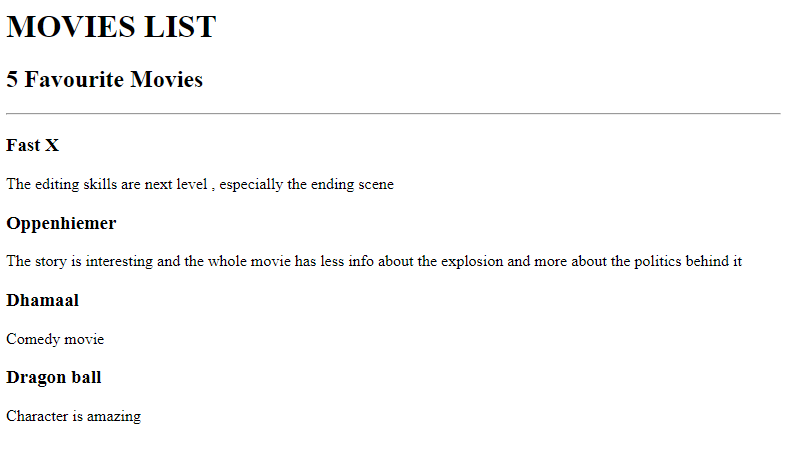 MOVIES LIST
5 Favourite Movies
Fast X
The editing skills are next level , especially the ending scene
Oppenhiemer
The story is interesting and the whole movie has less info about the explosion and more about the politics behind it
Dhamaal
Comedy movie
Dragon ball
Character is amazing